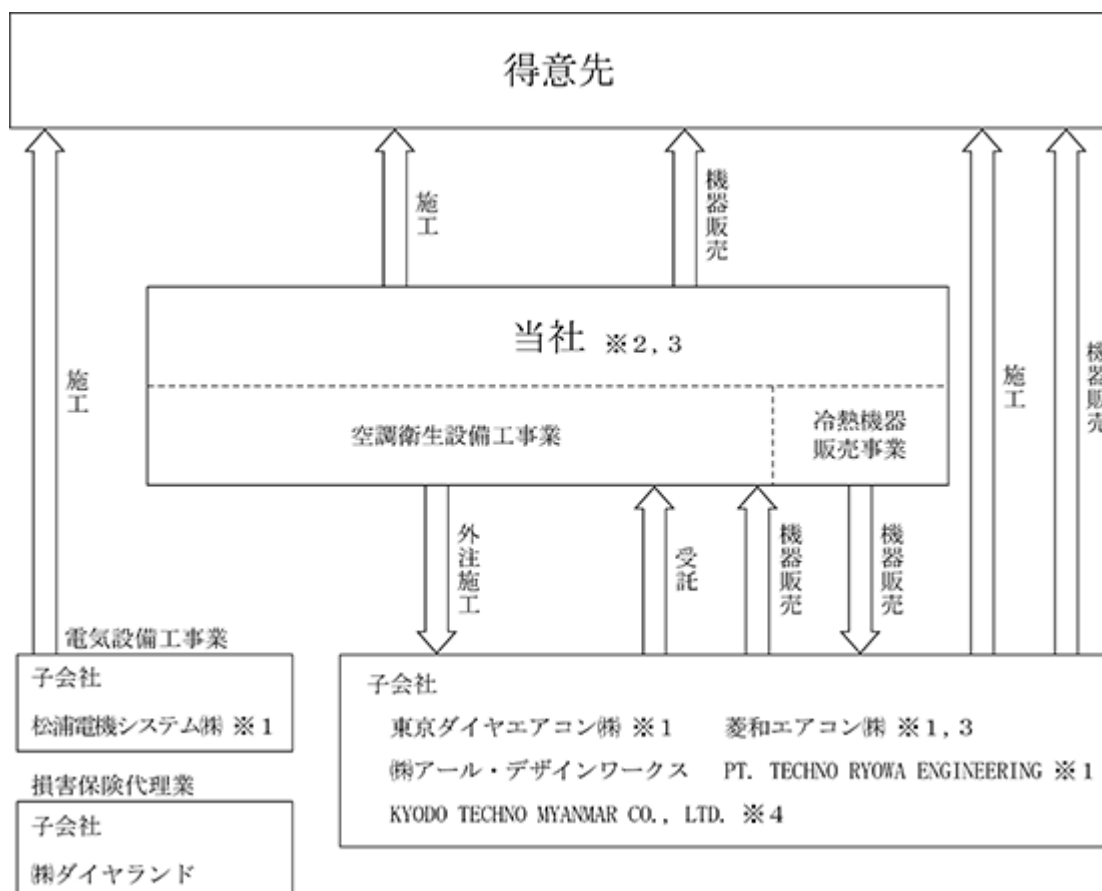 得意先
施工
機器販売
施工
施工
機器販売
当社 ※2,3
空調衛生設備工事業
冷熱機器
販売事業
外注施工
受託
機器販売
機器販売
電気設備工事業
子会社
松浦電機システム㈱ ※1
損害保険代理業
子会社
㈱ダイヤランド
子会社
東京ダイヤエアコン㈱ ※1 菱和エアコン㈱ ※1,3
㈱アール・デザインワークス PT. TECHNO RYOWA ENGINEERING ※1
KYODO TECHNO MYANMAR CO., LTD. ※4